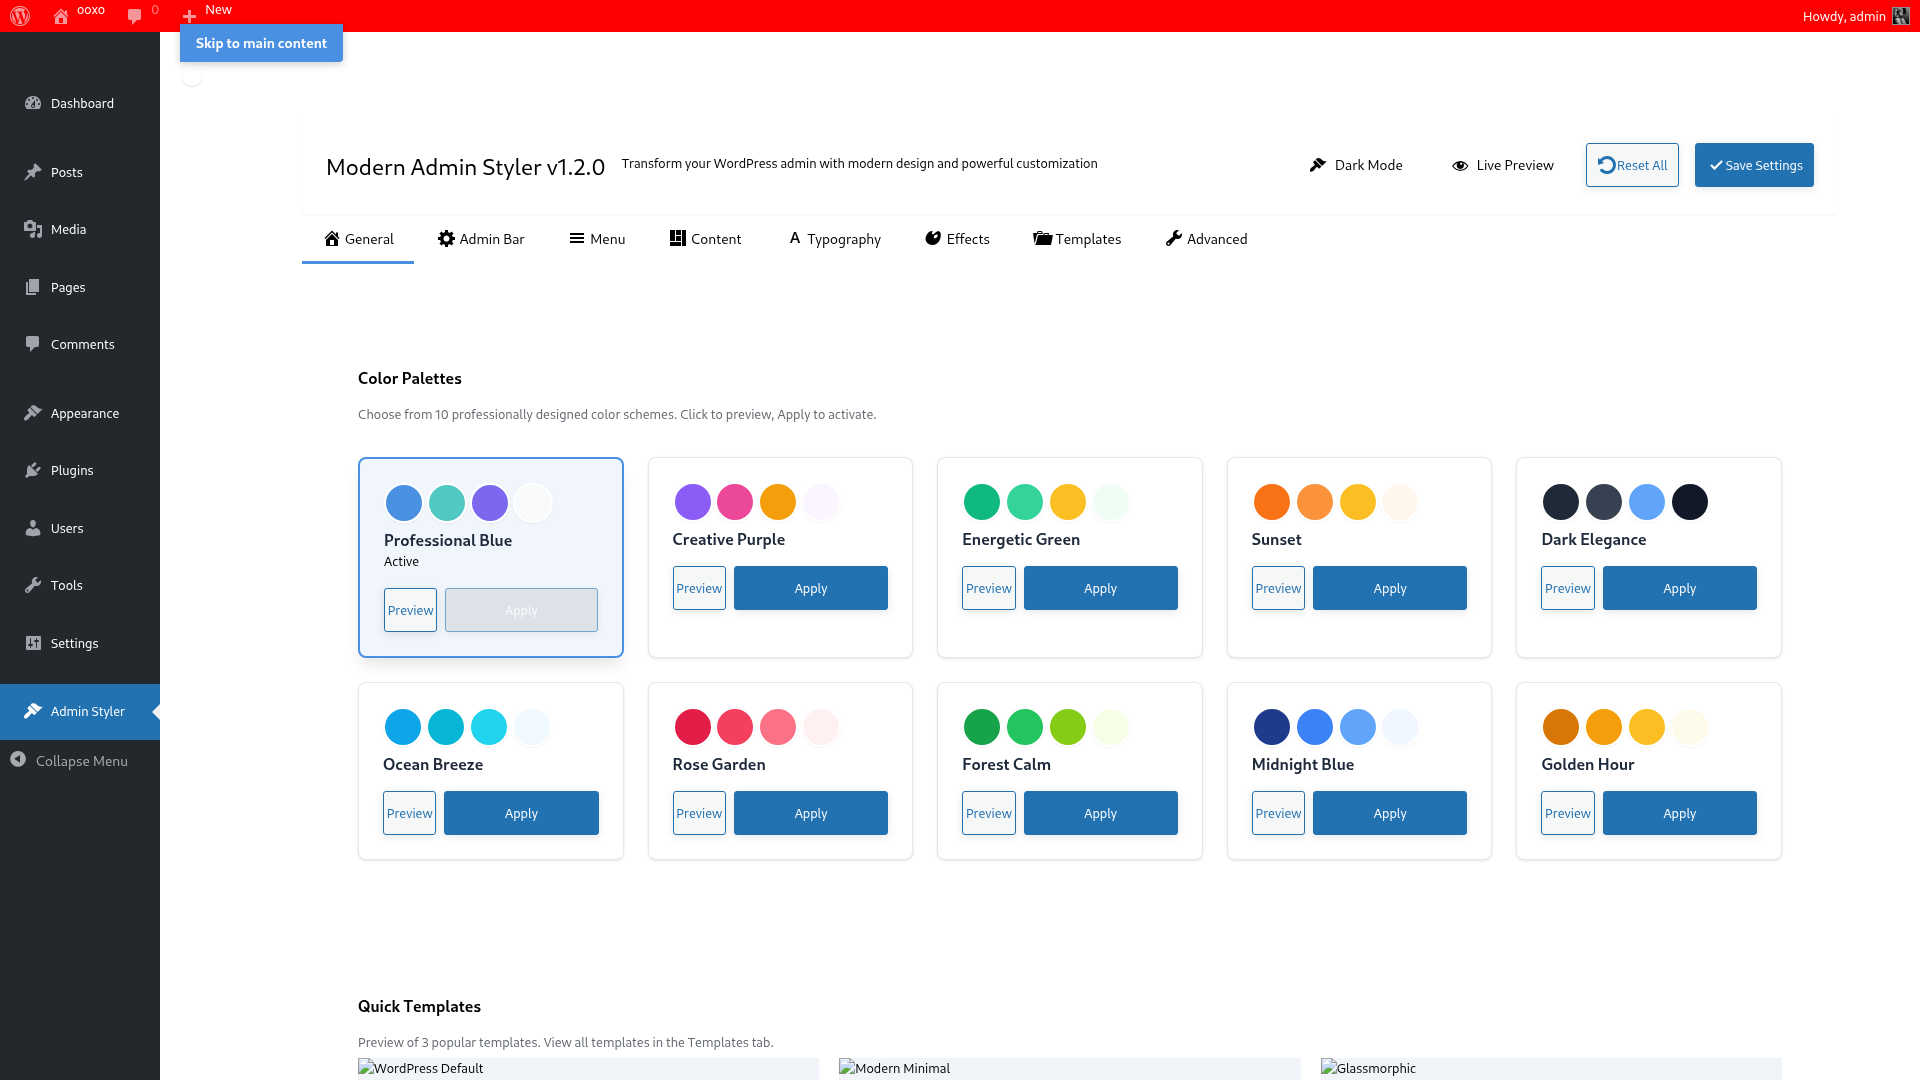 ooxo
0
New
Howdy, admin
Skip to main content
Dashboard
Posts
Media
Pages
Comments
Appearance
Plugins
Users
Tools
Settings
Admin Styler
Collapse Menu
Modern Admin Styler v1.2.0
Transform your WordPress admin with modern design and powerful customization
Dark Mode
Live Preview
Reset All
Save Settings
General
Admin Bar
Menu
Content
Typography
Effects
Templates
Advanced
Color Palettes
Choose from 10 professionally designed color schemes. Click to preview, Apply to activate.
Professional Blue
Active
Preview
Apply
Creative Purple
Preview
Apply
Energetic Green
Preview
Apply
Sunset
Preview
Apply
Dark Elegance
Preview
Apply
Ocean Breeze
Preview
Apply
Rose Garden
Preview
Apply
Forest Calm
Preview
Apply
Midnight Blue
Preview
Apply
Golden Hour
Preview
Apply
Quick Templates
Preview of 3 popular templates. View all templates in the Templates tab.
WordPress Default
Modern Minimal
Glassmorphic